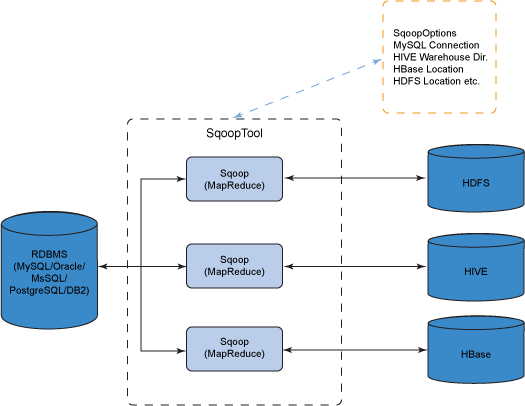 SqoopOptions
MySQL Connection
HIVE Warehouse Dir.
HBase Location
HDFS Location etc.
SqoopTool
Sqoop
(MapReduce)
HDFS
RDBMS
(MySQL/Oracle/
MsSQL/
PostgreSQL/DB2)
Sqoop
(MapReduce)
HIVE
Sqoop
(MapReduce)
HBase